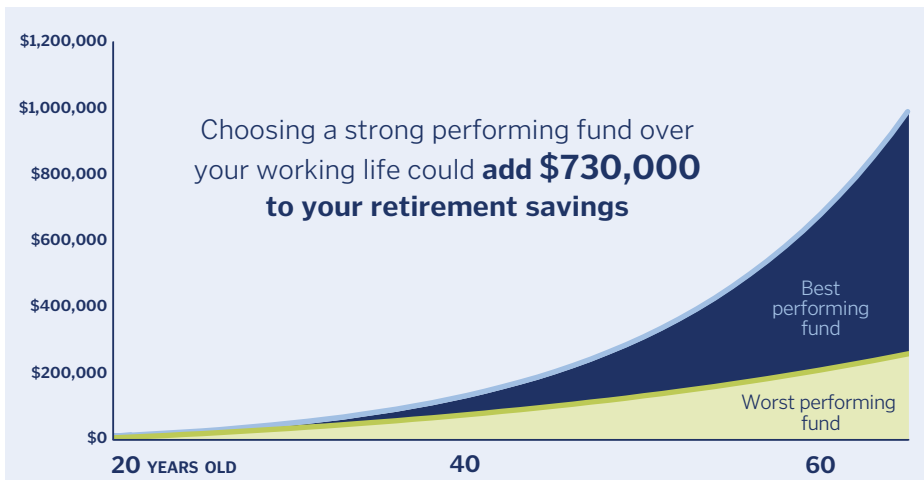 $1,200,000
$1,000,000
$800,000
$600,000
$400,000
$200,000
$0
Choosing a strong performing fund over
your working life could add $730,000
to your retirement savings
Best
performing
fund
Worst performing
fund
20 YEARS OLD
40
60